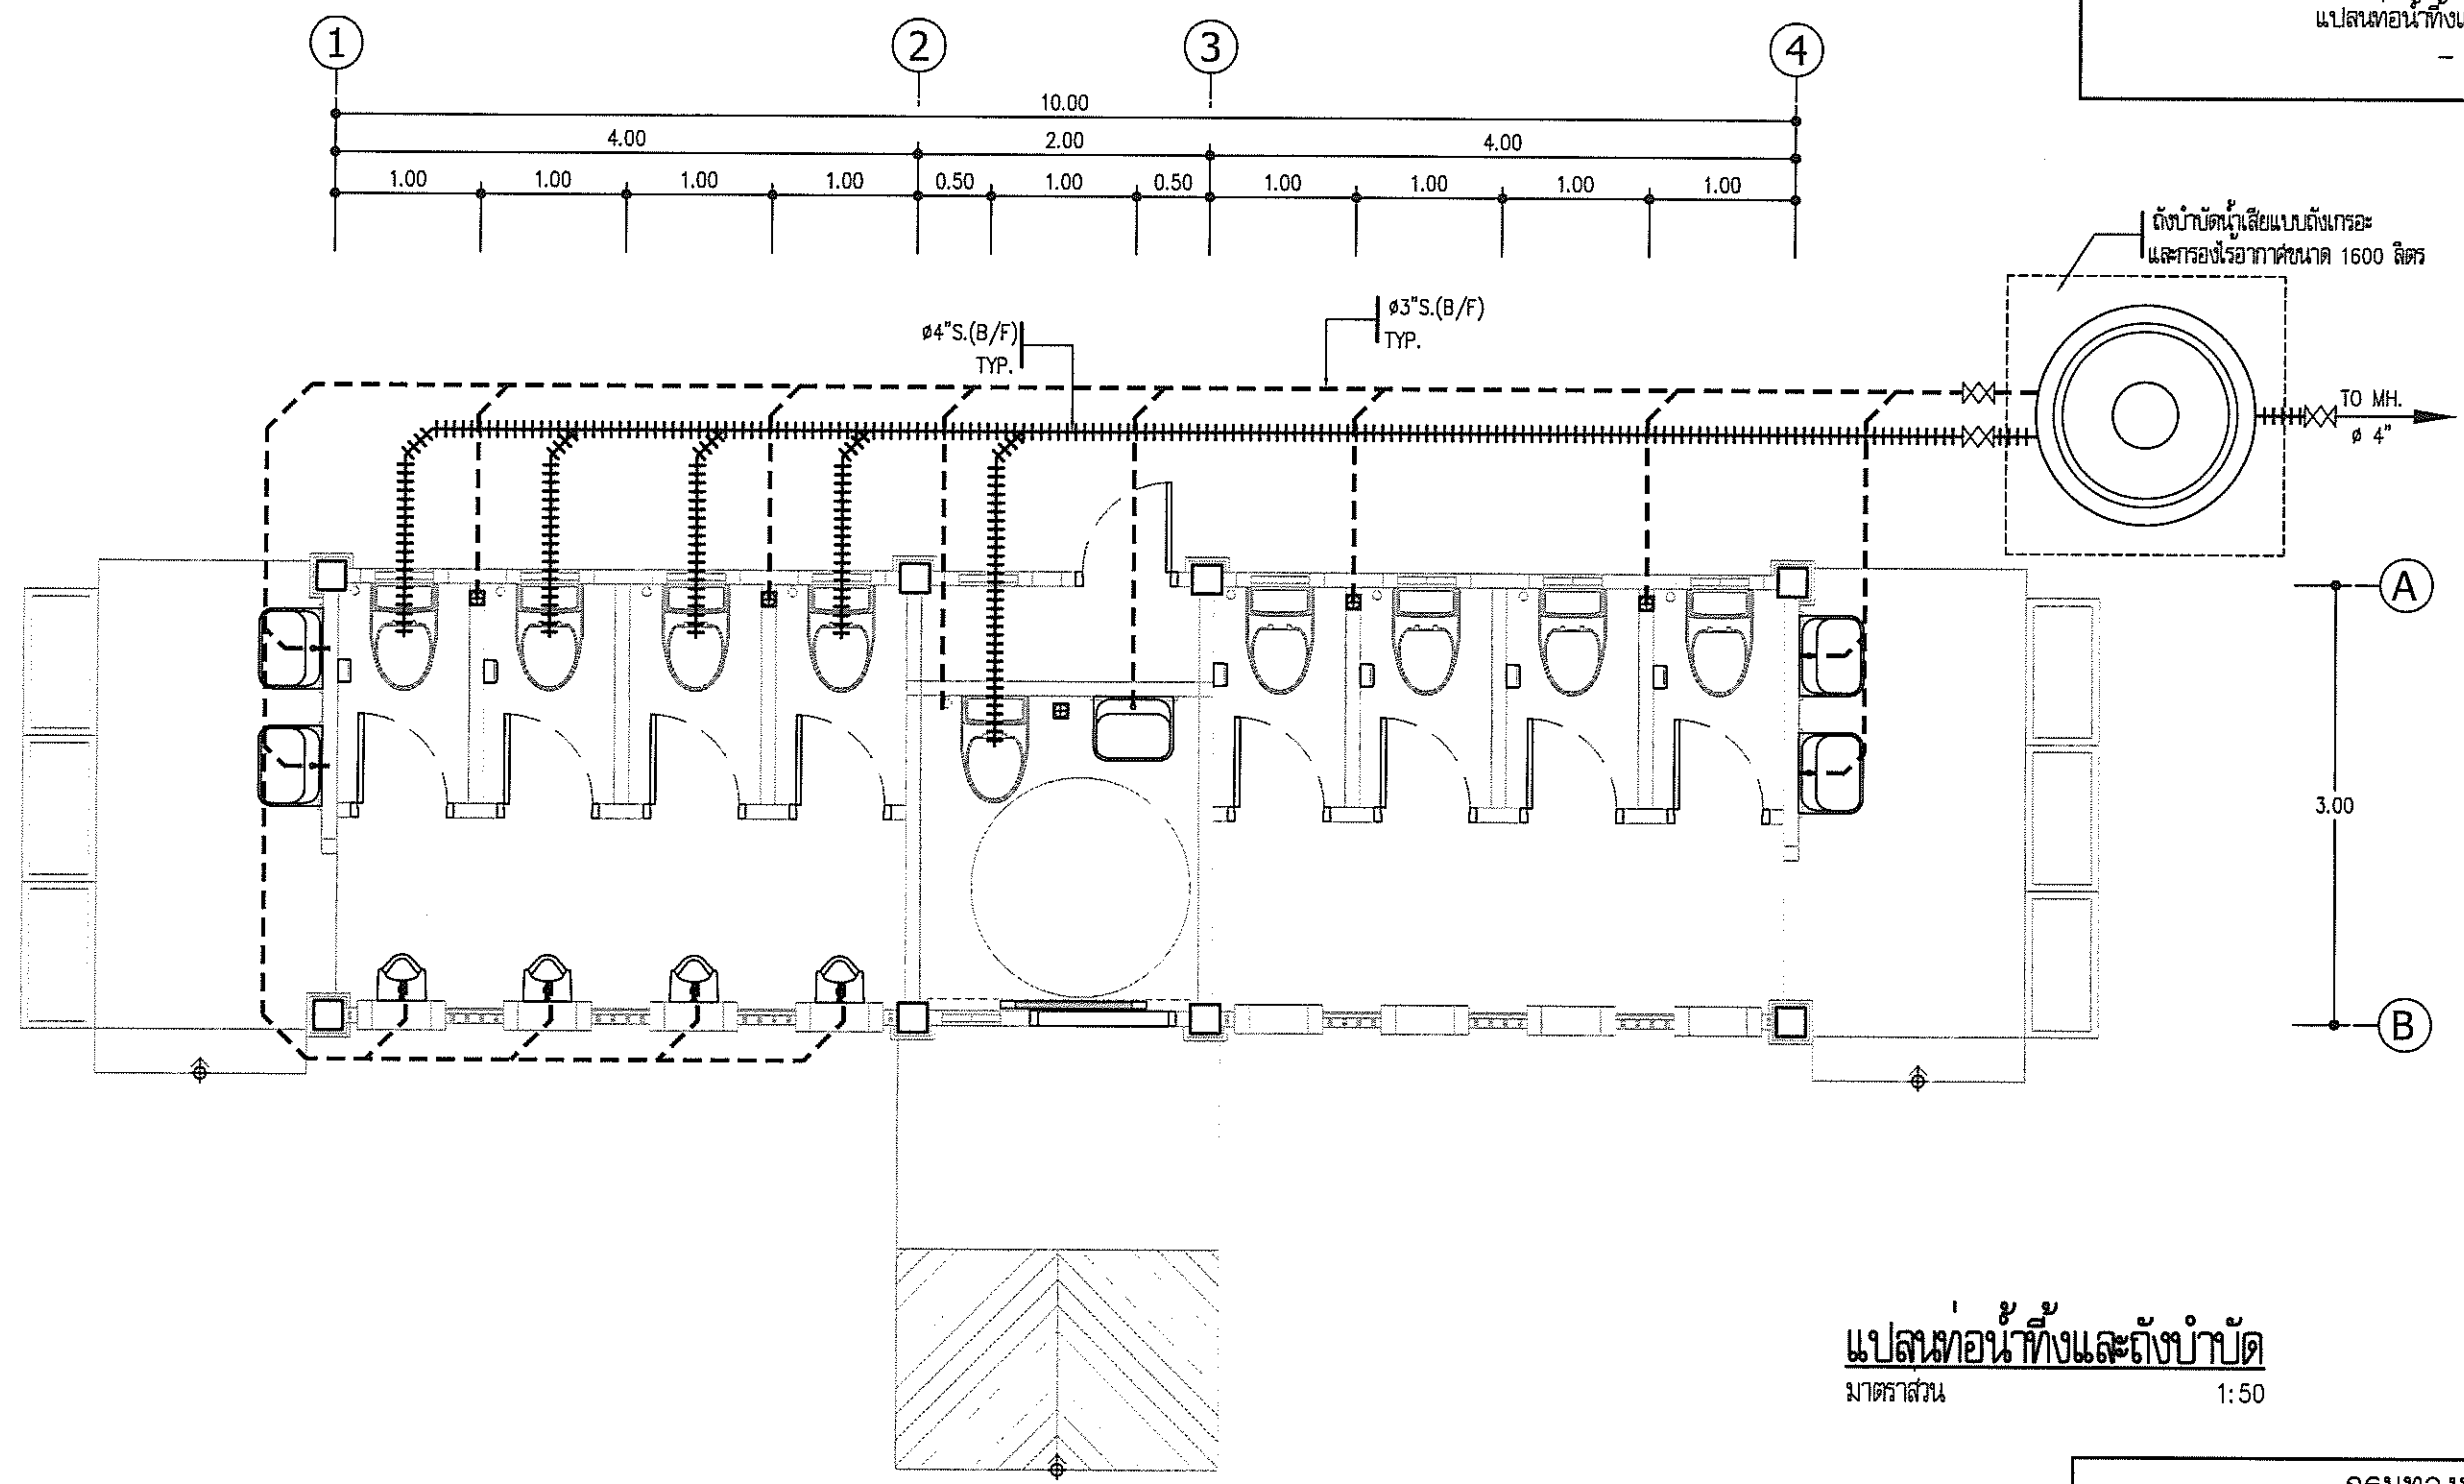 แปลนท่อน้ำทิ้งแ
–
1 2 3 4
10.00
4.00 2.00 4.00
1.00 1.00 1.00 1.00 0.50 1.00 0.50 1.00 1.00 1.00 1.00
ถังบำบัดน้ำเสียแบบถังเกรอะ
และกรองไร้อากาศขนาด 1600 ลิตร
ø3"S.(B/F)
TYP.
ø4"S.(B/F)
TYP.
TO MH.
ø 4"
A
3.00
B
แปลนท่อน้ำทิ้งและถังบำบัด
มาตราส่วน 1:50